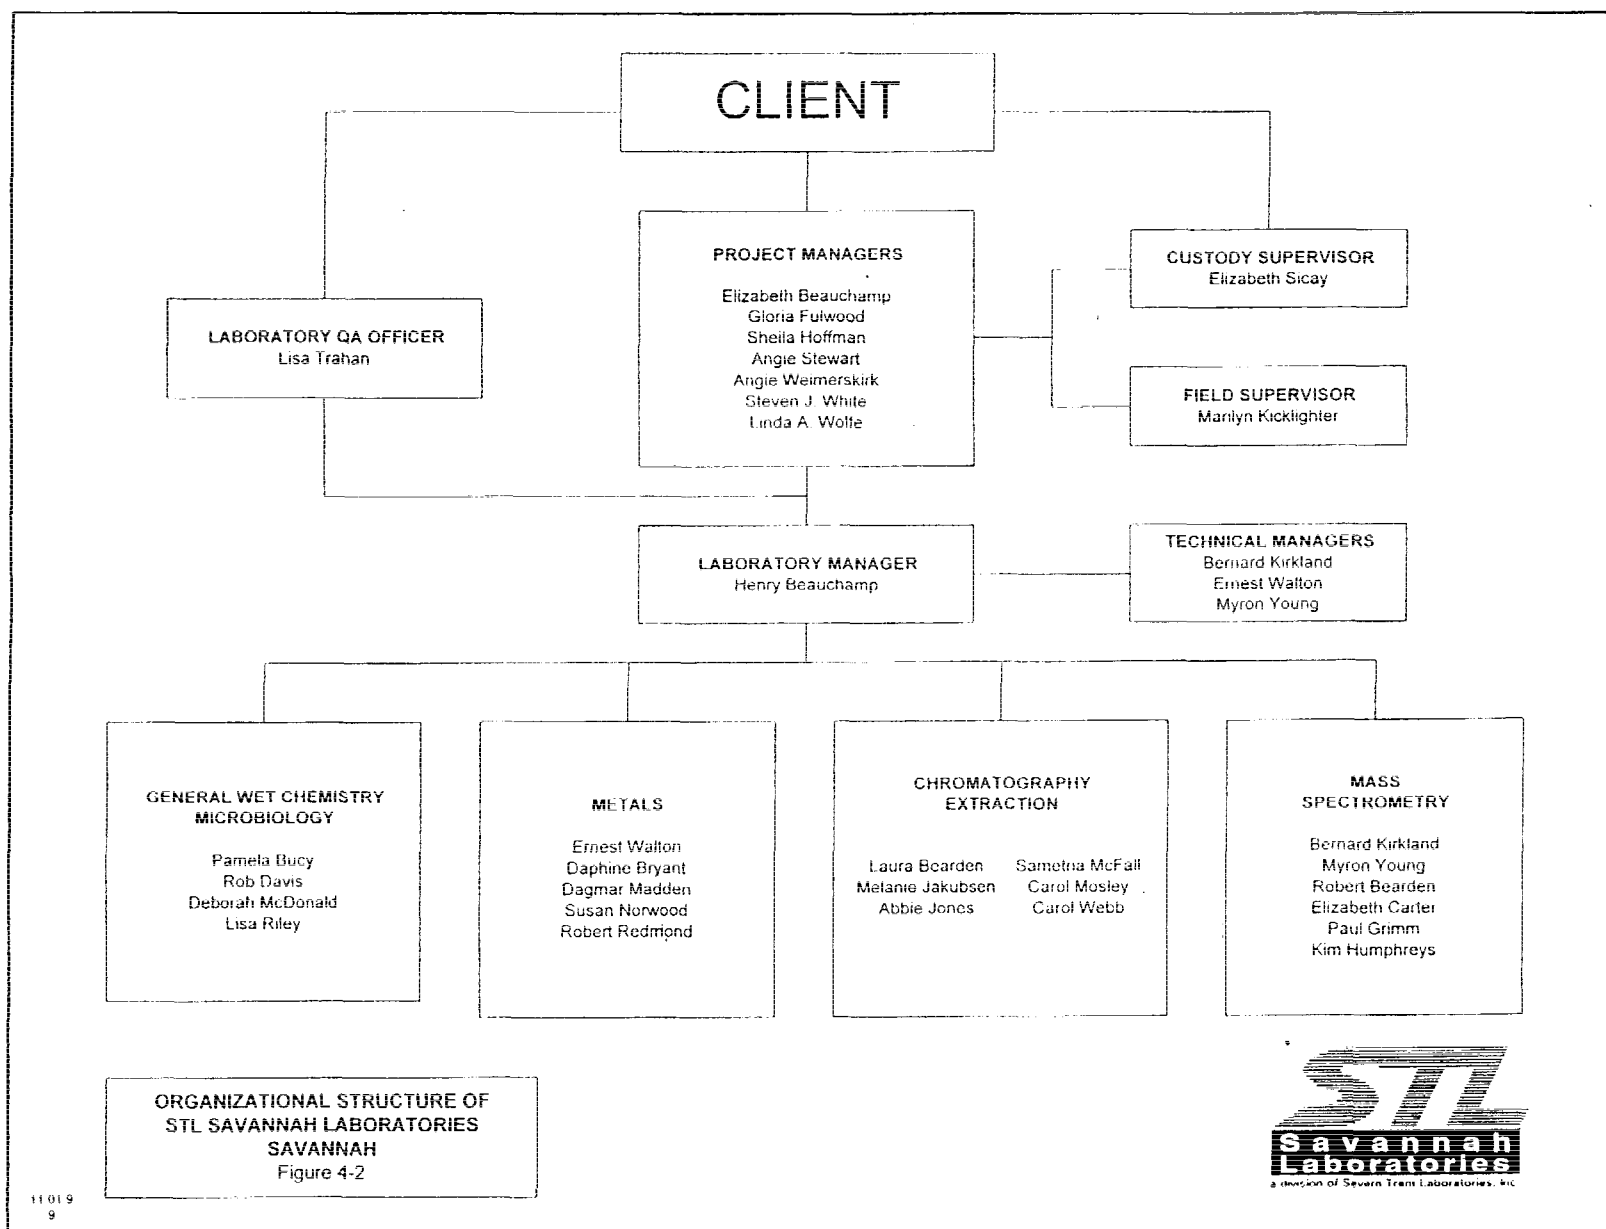 CLIENT
PROJECT MANAGERS
Elizabeth Beauchamp
Gloria Fulwood
Sheila Hoffman
Angie Stewart
Angie Weimerskirk
Steven J. White
Linda A. Wolfe
CUSTODY SUPERVISOR
Elizabeth Sicay
LABORATORY QA OFFICER
Lisa Trahan
FIELD SUPERVISOR
Marilyn Kicklighter
LABORATORY MANAGER
Henry Beauchamp
TECHNICAL MANAGERS
Bernard Kirkland
Ernest Walton
Myron Young
GENERAL WET CHEMISTRY
MICROBIOLOGY
Pamela Bucy
Rob Davis
Deborah McDonald
Lisa Riley
METALS
Ernest Walton
Daphine Bryant
Dagmar Madden
Susan Norwood
Robert Redmond
CHROMATOGRAPHY
EXTRACTION
Laura Bearden
Melanie Jakubsen
Abbie Jones
McFall
Carol Mosley
Carol Webb
MASS
SPECTROMETRY
Bernard Kirkland
Myron Young
Robert Bearden
Elizabeth Carter
Paul Grimm
Kim Humphreys
ORGANIZATIONAL STRUCTURE OF
STL SAVANNAH LABORATORIES
SAVANNAH
Figure 4-2
STL
Savannah
Laboratories
a division of Severn Trent Laboratories, Inc
11 01 9
9